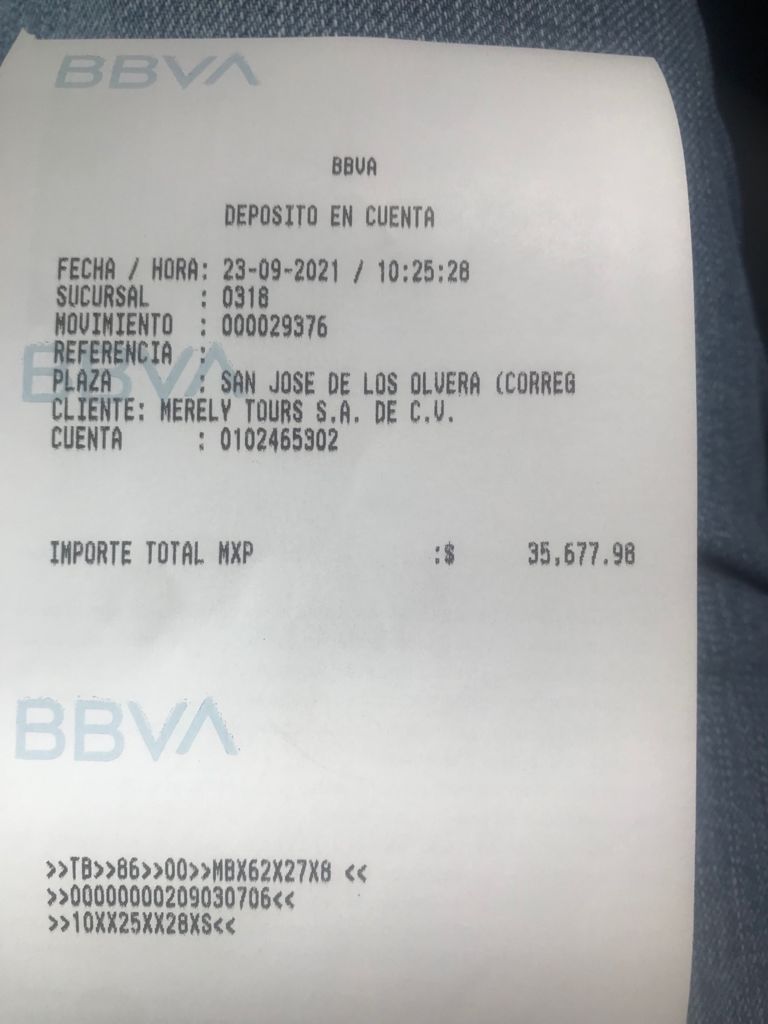 BBVA
BBVA
DEPOSITO EN CUENTA
FECHA / HORA: 23-09-2021 / 10:25:28
SUCURSAL : 0318
MOVIMIENTO : 000029376
REFERENCIA :
BBVA
PLAZA : SAN JOSE DE LOS OLVERA (CORREG
CLIENTE: MERELY TOURS S.A. DE C.V.
CUENTA : 0102465302
IMPORTE TOTAL MXP :$ 35,677.98
BBVA
>>TB>>86>>00>>MBX62X27X8 <<
>>00000000209030706<<
>>10XX25XX28XS<<